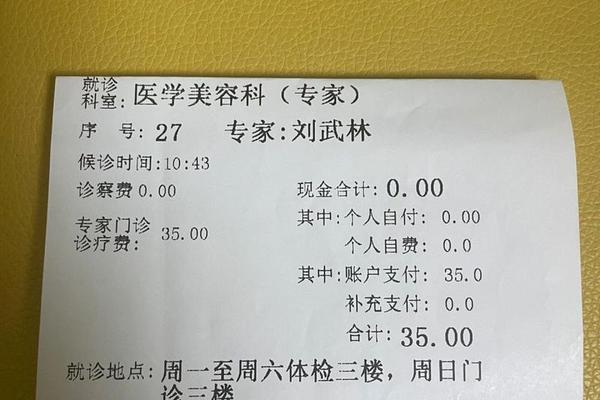 就诊科室: 医学美容科（专家）
序 号: 27 专家:刘武林
候诊时间:10:43
诊察费 0.00 现金合计: 0.00
其中:个人自付: 0.00
专家门诊诊疗费: 35.00
个人自费: 0.0
其中:账户支付: 35.0
补充支付: 0.0
合计: 35.00
就诊地点: 周一至周六体检三楼，周日门
诊三楼